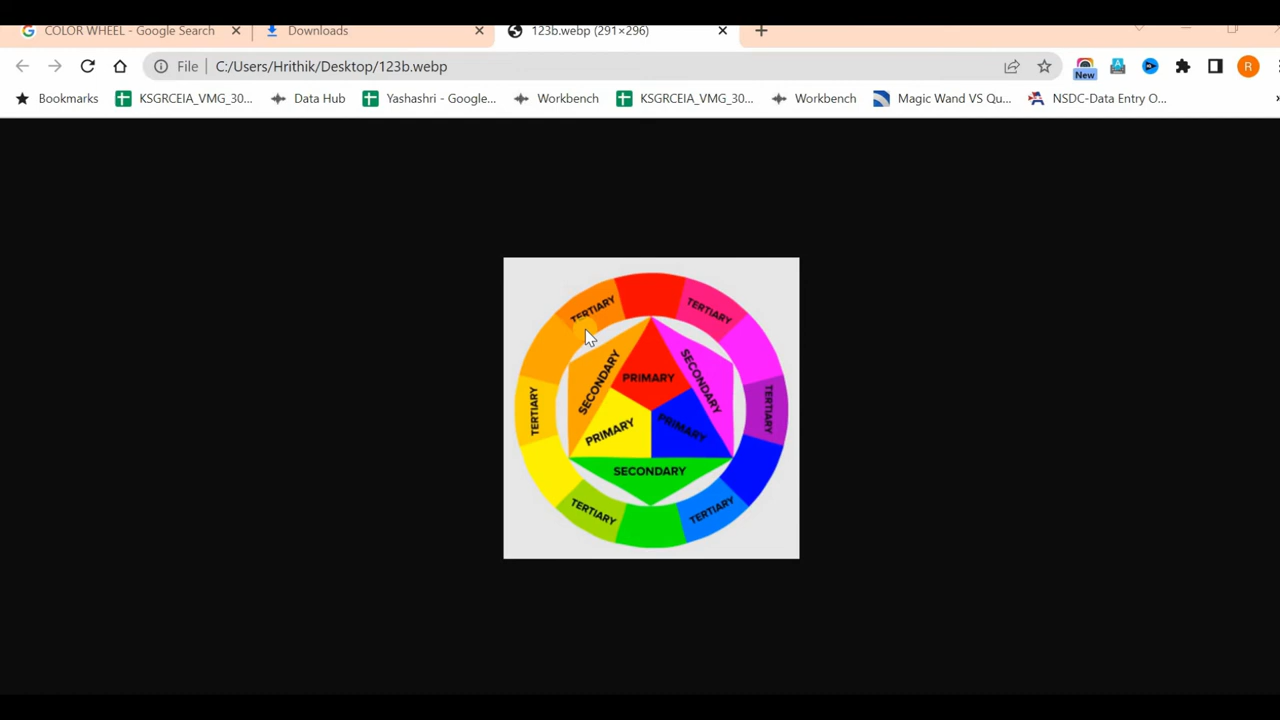 COLOR WHEEL - Google Search
Downloads
123b.webp (291×296)
File
C:/Users/Hrithik/Desktop/123b.webp
New
R
Bookmarks
KSGRCEIA_VMG_30...
Data Hub
Yashashri - Google...
Workbench
KSGRCEIA_VMG_30...
Workbench
Magic Wand VS Qu...
NSDC-Data Entry O...
TERTIARY
TERTIARY
SECONDARY
SECONDARY
PRIMARY
TERTIARY
TERTIARY
PRIMARY
PRIMARY
SECONDARY
TERTIARY
TERTIARY